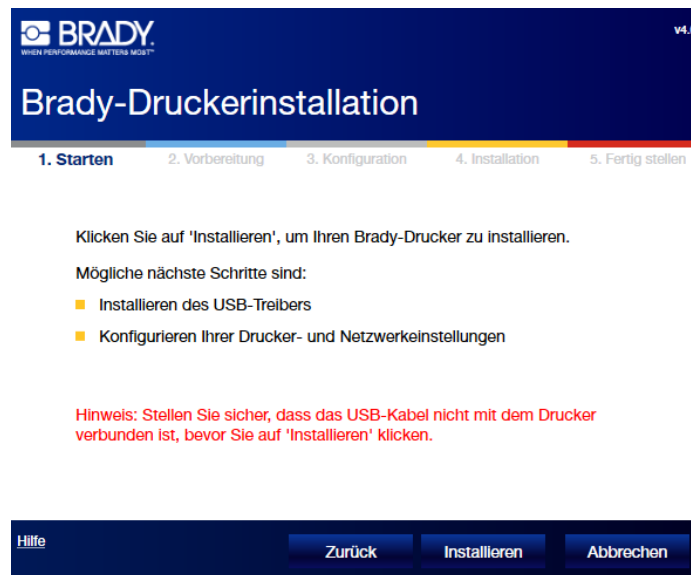 BRADY.
WHEN PERFORMANCE MATTERS MOST™
Brady-Druckerinstallation
1. Starten 2. Vorbereitung 3. Konfiguration 4. Installation 5. Fertig stellen
Klicken Sie auf 'Installieren', um Ihren Brady-Drucker zu installieren.
Mögliche nächste Schritte sind:
Installieren des USB-Treibers
Konfigurieren Ihrer Drucker- und Netzwerkeinstellungen
Hinweis: Stellen Sie sicher, dass das USB-Kabel nicht mit dem Drucker
verbunden ist, bevor Sie auf 'Installieren' klicken.
Hilfe Zurück Installieren Abbrechen